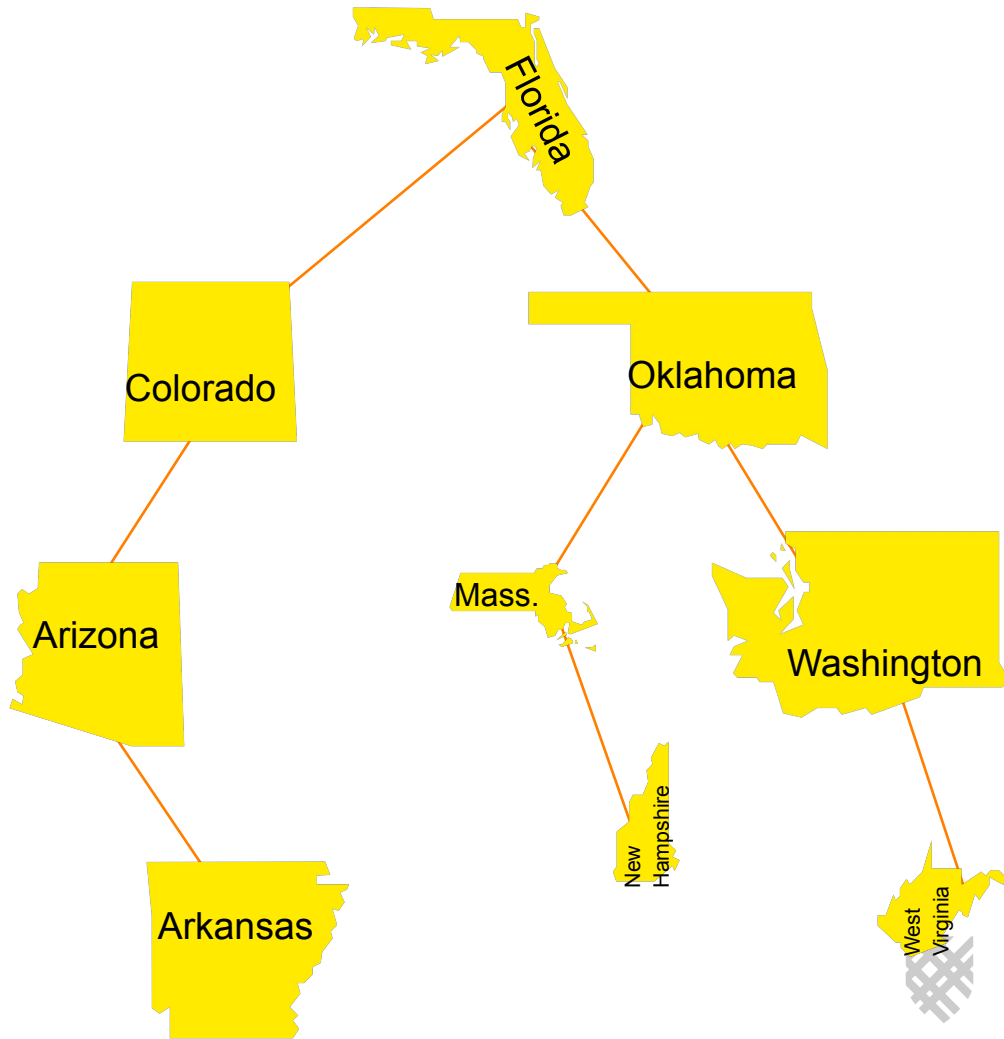 Florida
Colorado
Oklahoma
Mass.
Arizona
Washington
New
Hampshire
Arkansas
West
Virginia